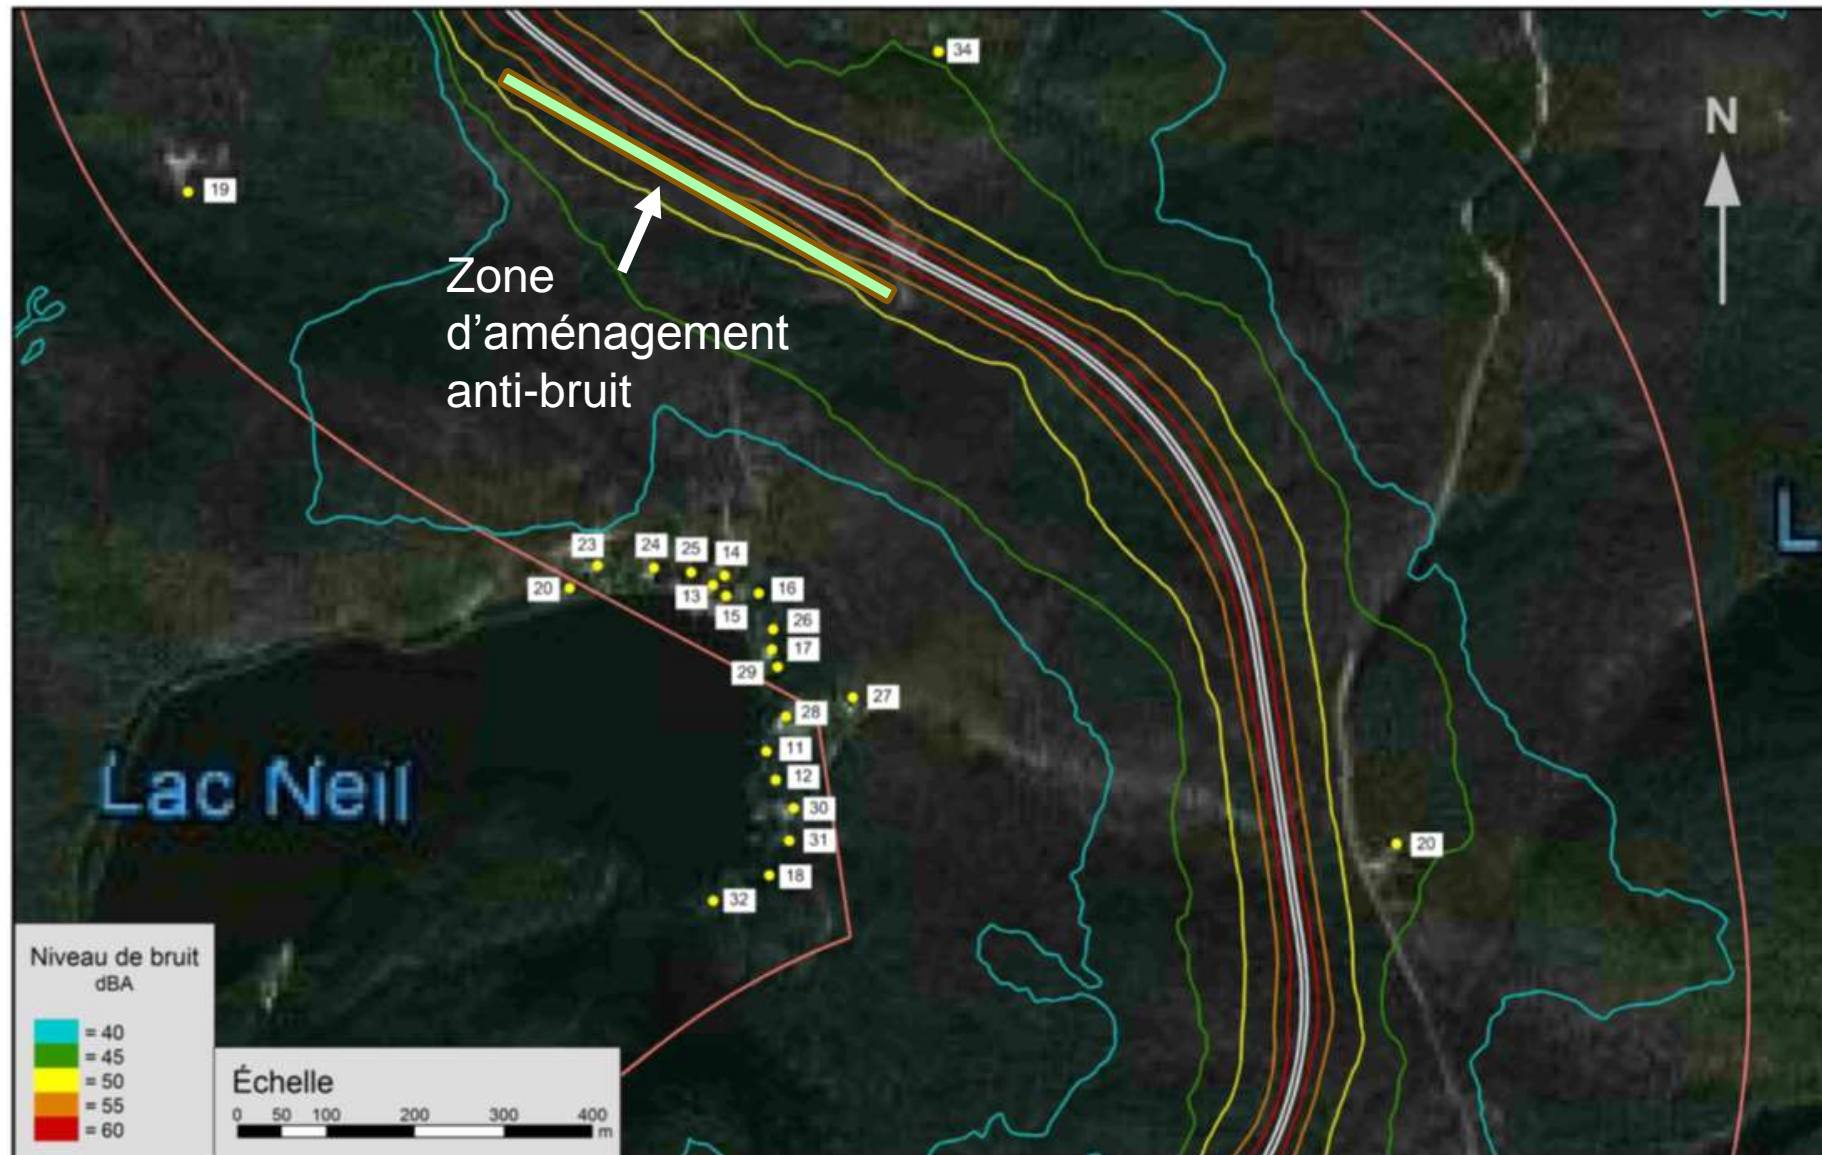 34
N
19
Zone
d’aménagement
anti-bruit
L
23
24
25
14
20
13
16
15
26
17
29
27
28
11
12
Lac Neil
30
31
20
18
32
Niveau de bruit
dBA
= 40
= 45
= 50
= 55
= 60
Échelle
0 50 100 200 300 400
m